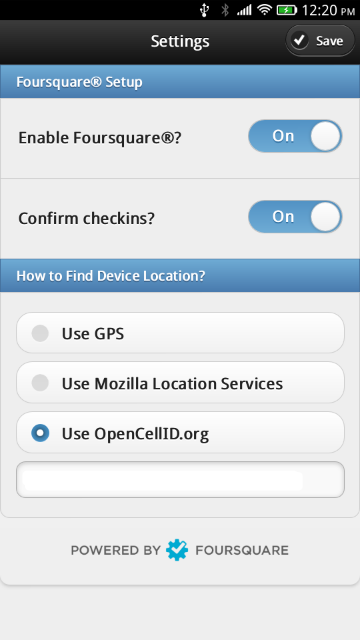 12:20 PM
Settings
Save
Foursquare® Setup
Enable Foursquare®?
On
Confirm checkins?
On
How to Find Device Location?
Use GPS
Use Mozilla Location Services
Use OpenCellID.org
POWERED BY FOURSQUARE